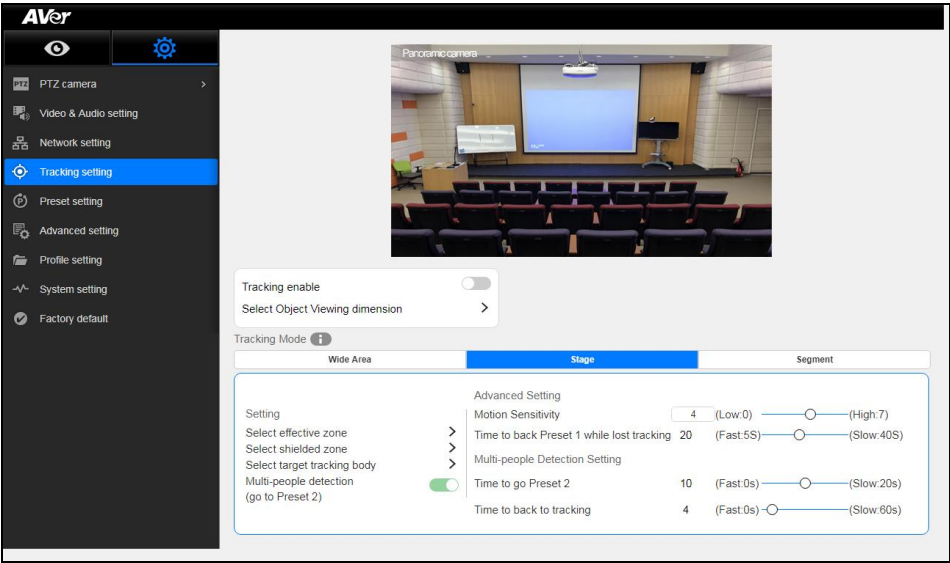 AVer
PTZ PTZ camera
Video & Audio setting
Network setting
Tracking setting
Preset setting
Advanced setting
Profile setting
System setting
Factory default
Panoramic camera
Tracking enable
Select Object Viewing dimension
Tracking Mode
Wide Area
Stage
Segment
Setting
Select effective zone
Select shielded zone
Select target tracking body
Multi-people detection
(go to Preset 2)
Advanced Setting
Motion Sensitivity 4 (Low:0) (High:7)
Time to back Preset 1 while lost tracking 20 (Fast:5S) (Slow:40S)
Multi-people Detection Setting
Time to go Preset 2 10 (Fast:0s) (Slow:20s)
Time to back to tracking 4 (Fast:0s) (Slow:60s)